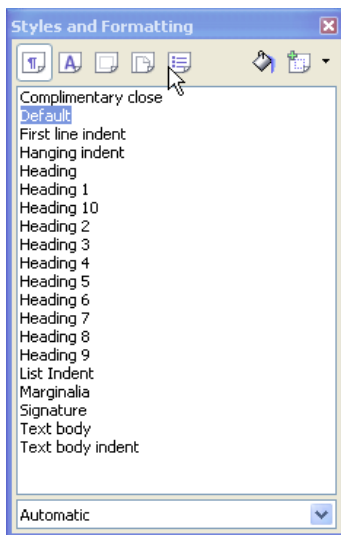 Styles and Formatting
Complimentary close
Default
First line indent
Hanging indent
Heading
Heading 1
Heading 10
Heading 2
Heading 3
Heading 4
Heading 5
Heading 6
Heading 7
Heading 8
Heading 9
List Indent
Marginalia
Signature
Text body
Text body indent
Automatic